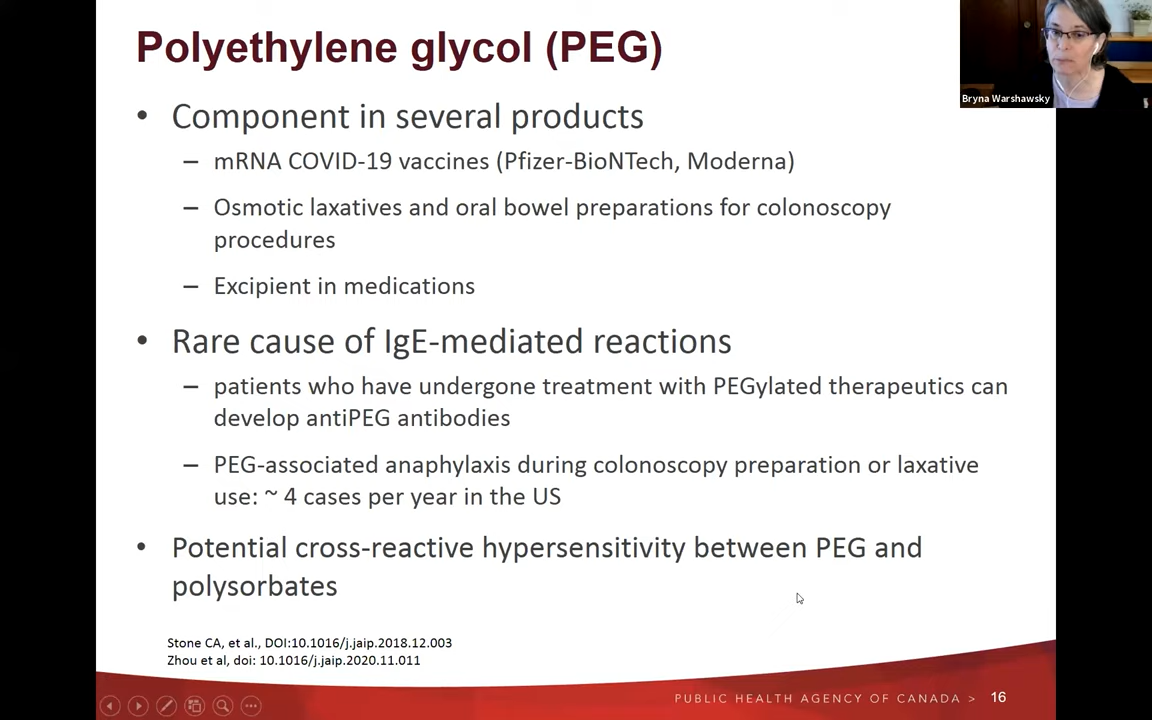 Polyethylene glycol (PEG)
Bryna Warshawsky
• Component in several products
– mRNA COVID-19 vaccines (Pfizer-BioNTech, Moderna)
– Osmotic laxatives and oral bowel preparations for colonoscopy
procedures
– Excipient in medications
• Rare cause of IgE-mediated reactions
– patients who have undergone treatment with PEGylated therapeutics can
develop antiPEG antibodies
– PEG-associated anaphylaxis during colonoscopy preparation or laxative
use: ~ 4 cases per year in the US
• Potential cross-reactive hypersensitivity between PEG and
polysorbates
Stone CA, et al., DOI:10.1016/j.jaip.2018.12.003
Zhou et al, doi: 10.1016/j.jaip.2020.11.011
PUBLIC HEALTH AGENCY OF CANADA > 16